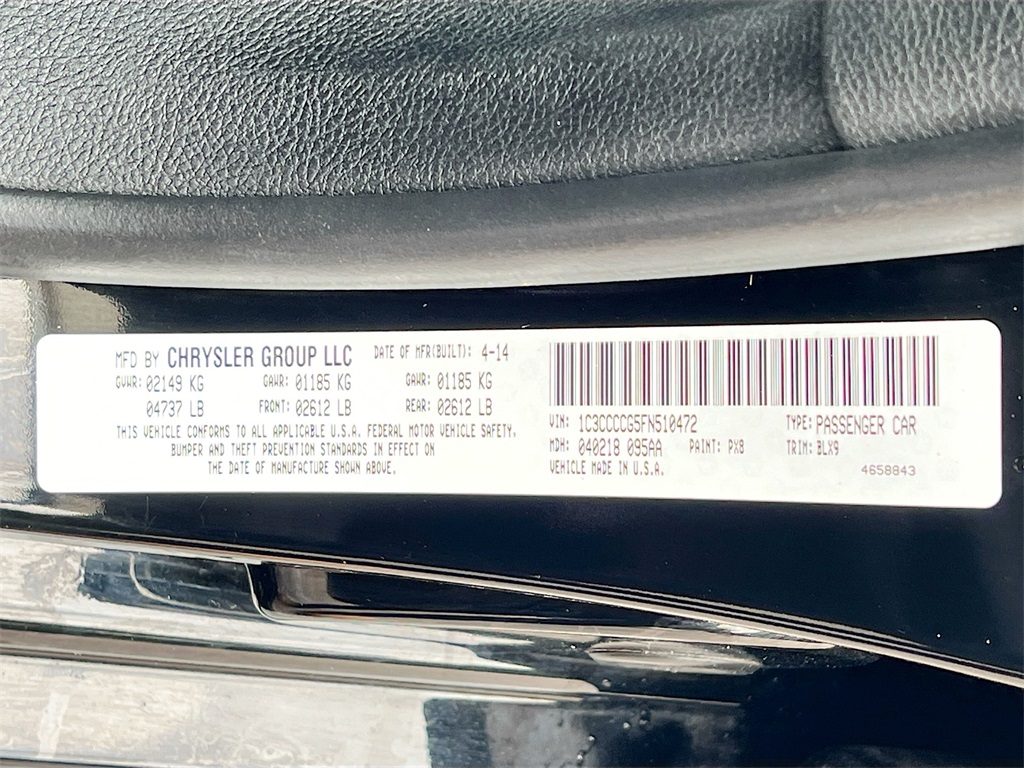 MFD BY CHRYSLER GROUP LLC DATE OF MFR(BUILT): 4-14
GVWR: 02149 KG GAWR: 01185 KG GAWR: 01185 KG
04737 LB FRONT: 02612 LB REAR: 02612 LB
THIS VEHICLE CONFORMS TO ALL APPLICABLE U.S.A. FEDERAL MOTOR VEHICLE SAFETY,
BUMPER AND THEFT PREVENTION STANDARDS IN EFFECT ON
THE DATE OF MANUFACTURE SHOWN ABOVE.
VIN: 1C3CCCCG5FN510472 TYPE: PASSENGER CAR
MDH: 040218 095AA PAINT: PX8 TRIM: BLX9
VEHICLE MADE IN U.S.A. 4658843